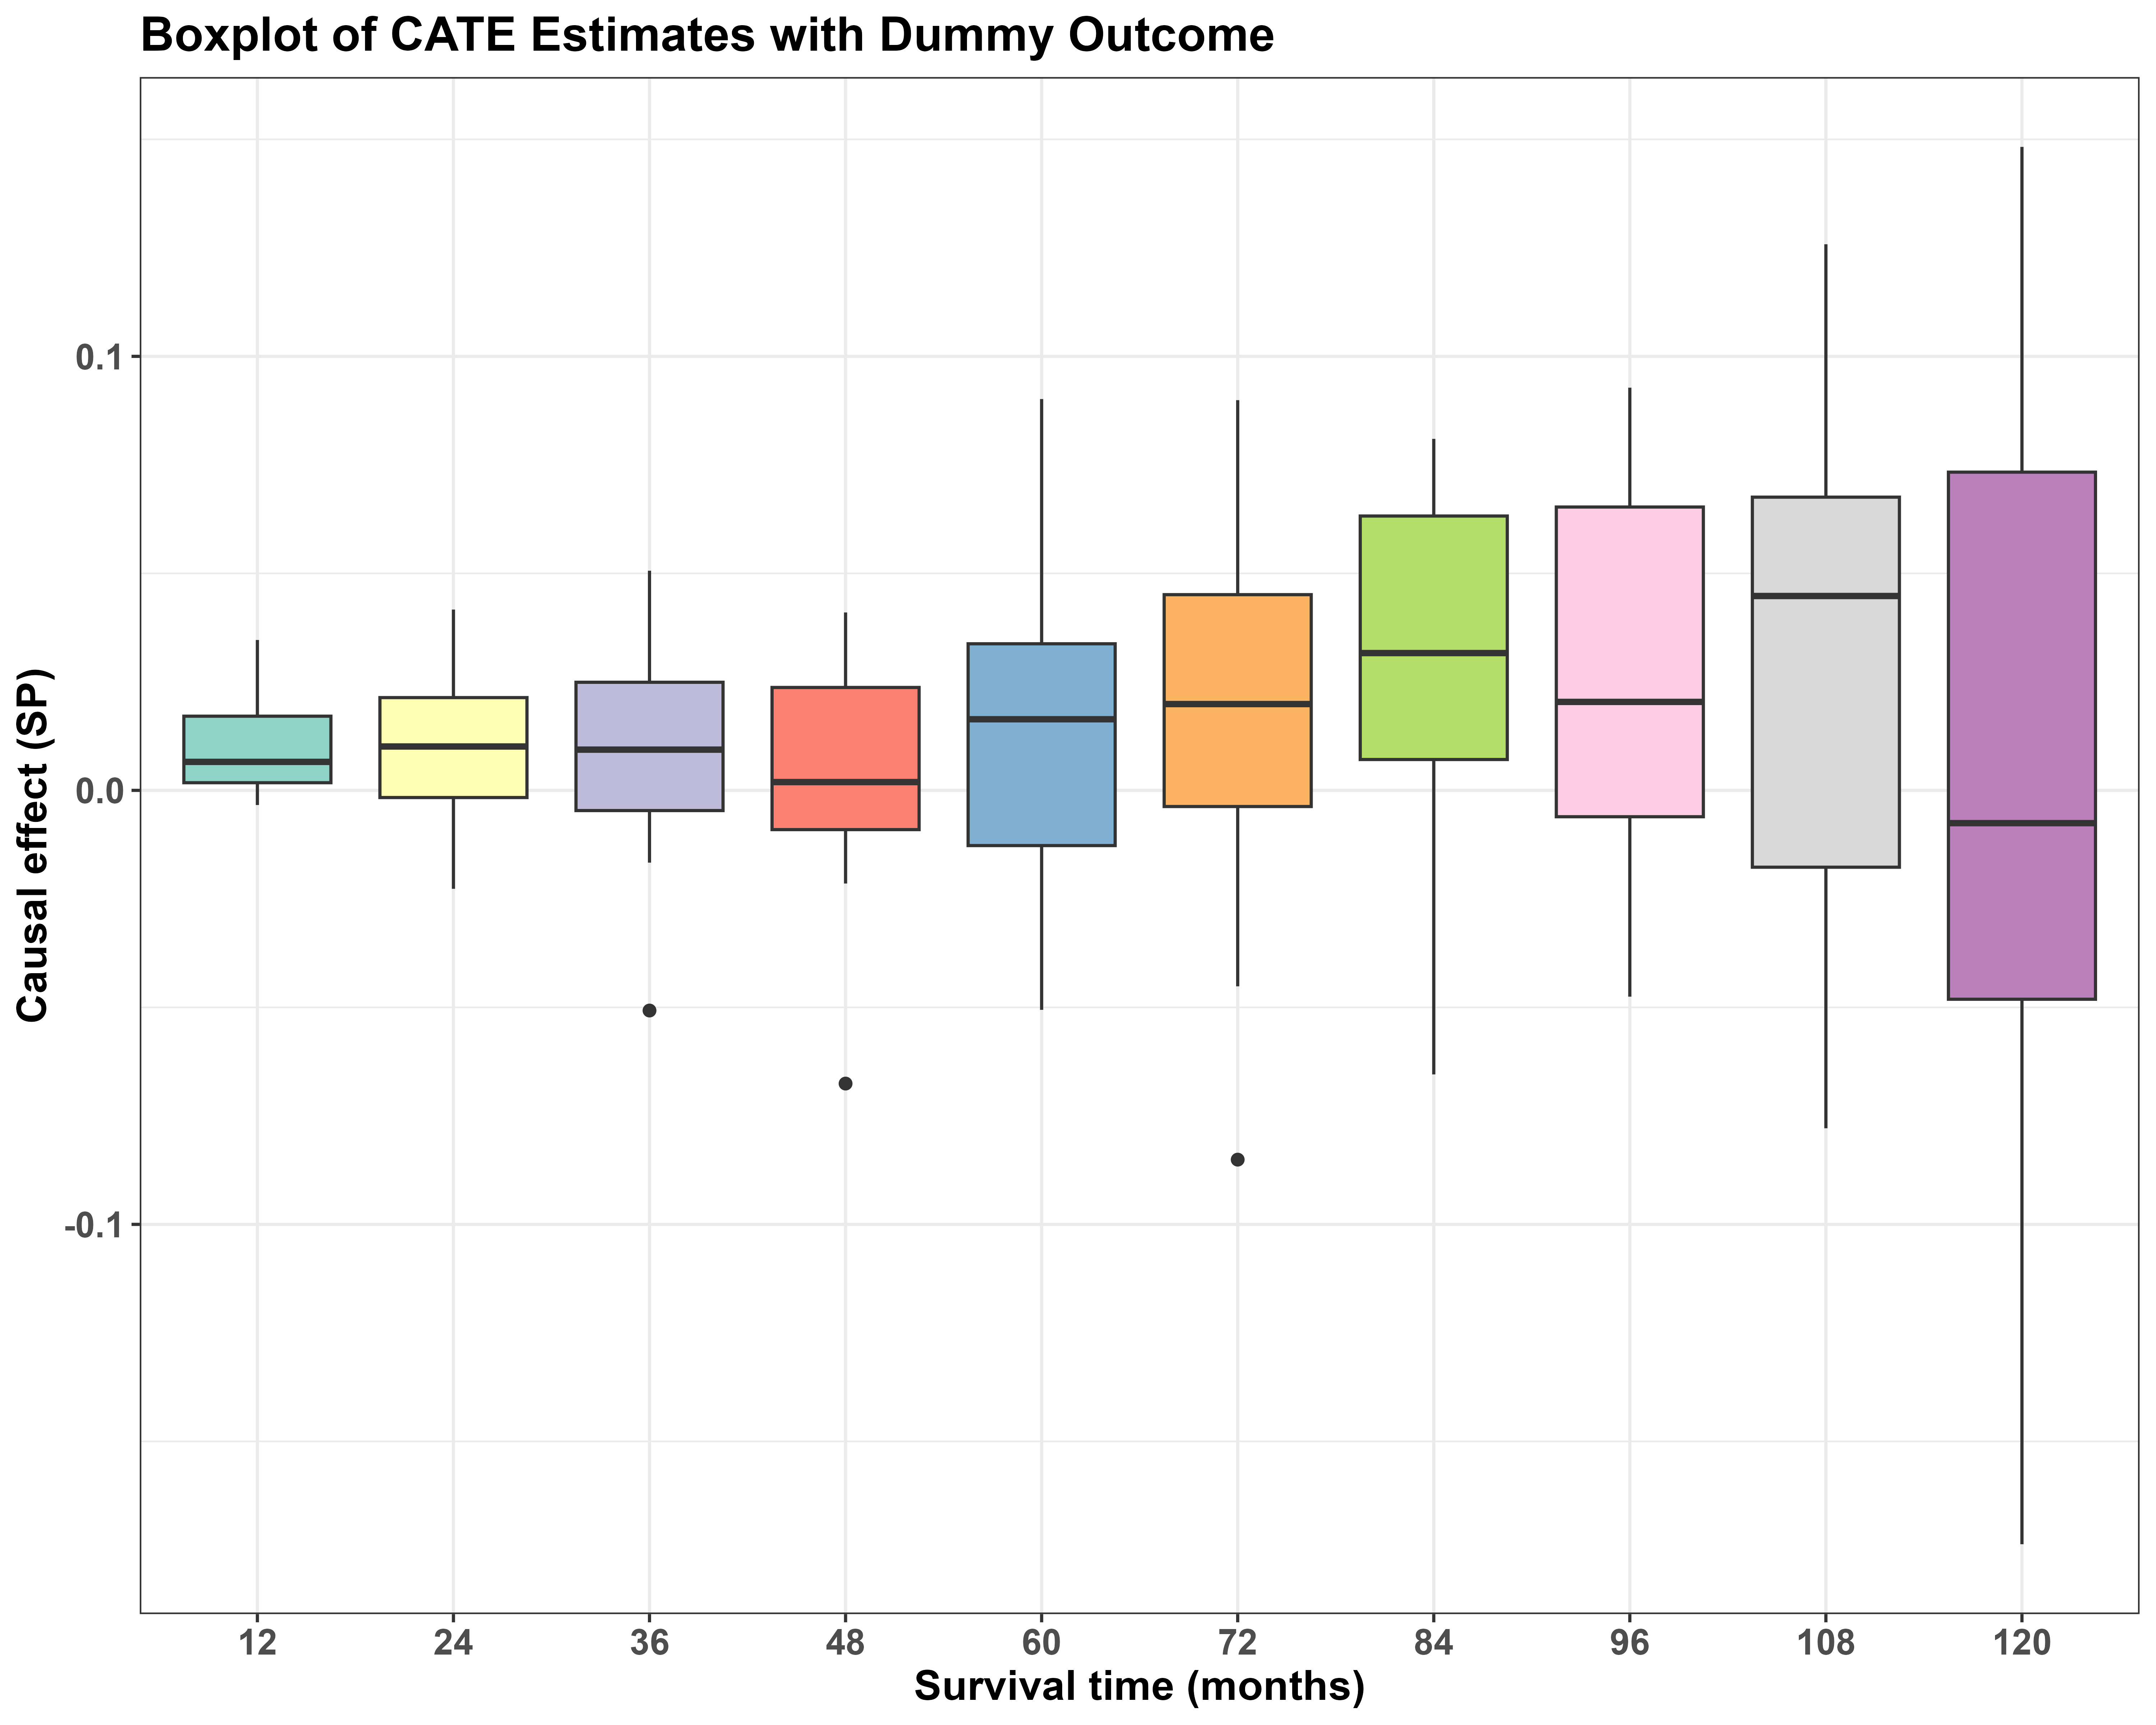 Boxplot of CATE Estimates with Dummy Outcome
Causal effect (SP)
0.1
0.0
-0.1
12 24 36 48 60 72 84 96 108 120
Survival time (months)